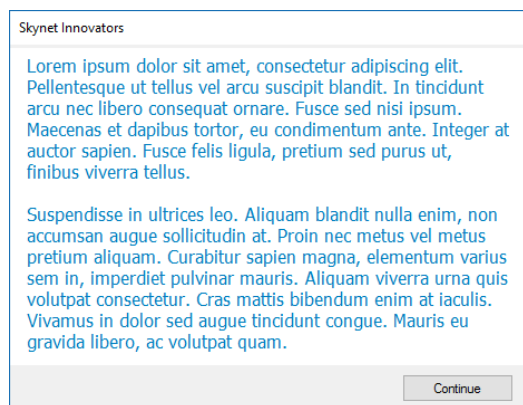 Skynet Innovators
Lorem ipsum dolor sit amet, consectetur adipiscing elit.
Pellentesque ut tellus vel arcu suscipit blandit. In tincidunt
arcu nec libero consequat ornare. Fusce sed nisi ipsum.
Maecenas et dapibus tortor, eu condimentum ante. Integer at
auctor sapien. Fusce felis ligula, pretium sed purus ut,
finibus viverra tellus.
Suspendisse in ultrices leo. Aliquam blandit nulla enim, non
accumsan augue sollicitudin at. Proin nec metus vel metus
pretium aliquam. Curabitur sapien magna, elementum varius
sem in, imperdiet pulvinar mauris. Aliquam viverra urna quis
volutpat consectetur. Cras mattis bibendum enim at iaculis.
Vivamus in dolor sed augue tincidunt congue. Mauris eu
gravida libero, ac volutpat quam.
Continue